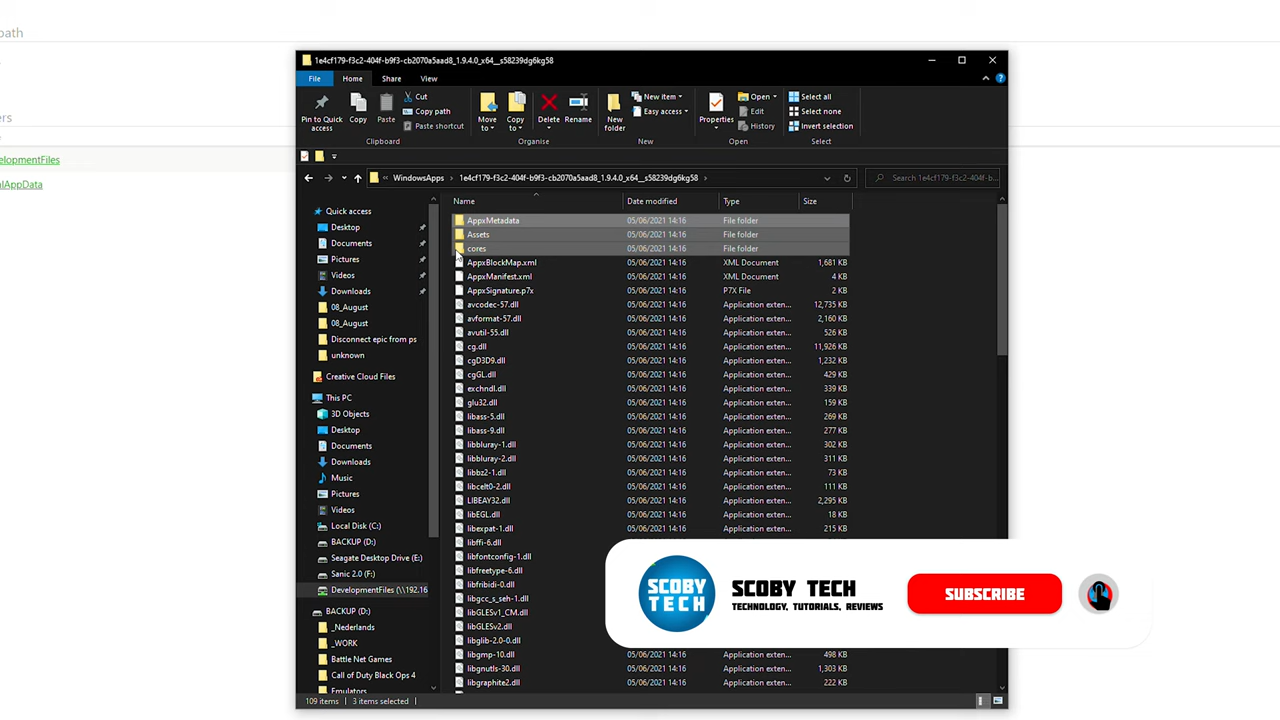 path
ers
elopmentFiles
alAppData
1e4cf179-f3c2-404f-b9f3-cb2070a5aad8_1.9.4.0_x64__s58239dg6kg58
File Home Share View
Pin to Quick access
Copy
Paste
Cut
Copy path
Paste shortcut
Clipboard
Move to
Copy to
Delete
Rename
Organise
New folder
New item
Easy access
New
Properties
Open
Edit
History
Open
Select all
Select none
Invert selection
Select
« WindowsApps > 1e4cf179-f3c2-404f-b9f3-cb2070a5aad8_1.9.4.0_x64__s58239dg6kg58 >
Search 1e4cf179-f3c2-404f-b...
Quick access
Desktop
Documents
Pictures
Videos
Downloads
08_August
08_August
Disconnect epic from ps
unknown
Creative Cloud Files
This PC
3D Objects
Desktop
Documents
Downloads
Music
Pictures
Videos
Local Disk (C:)
BACKUP (D:)
Seagate Desktop Drive (E:)
Sanic 2.0 (F:)
DevelopmentFiles (\\192.16
BACKUP (D:)
_Nederlands
_WORK
Battle Net Games
Call of Duty Black Ops 4
Emulators
Name Date modified Type Size
AppxMetadata 05/06/2021 14:16 File folder
Assets 05/06/2021 14:16 File folder
cores 05/06/2021 14:16 File folder
AppxBlockMap.xml 05/06/2021 14:16 XML Document 1,681 KB
AppxManifest.xml 05/06/2021 14:16 XML Document 4 KB
AppxSignature.p7x 05/06/2021 14:16 P7X File 2 KB
avcodec-57.dll 05/06/2021 14:16 Application exten... 12,735 KB
avformat-57.dll 05/06/2021 14:16 Application exten... 2,160 KB
avutil-55.dll 05/06/2021 14:16 Application exten... 526 KB
cg.dll 05/06/2021 14:16 Application exten... 11,926 KB
cgD3D9.dll 05/06/2021 14:16 Application exten... 1,232 KB
cgGL.dll 05/06/2021 14:16 Application exten... 429 KB
exchndl.dll 05/06/2021 14:16 Application exten... 339 KB
glu32.dll 05/06/2021 14:16 Application exten... 159 KB
libass-5.dll 05/06/2021 14:16 Application exten... 269 KB
libass-9.dll 05/06/2021 14:16 Application exten... 277 KB
libbluray-1.dll 05/06/2021 14:16 Application exten... 302 KB
libbluray-2.dll 05/06/2021 14:16 Application exten... 311 KB
libbz2-1.dll 05/06/2021 14:16 Application exten... 73 KB
libcelt0-2.dll 05/06/2021 14:16 Application exten... 111 KB
LIBEAY32.dll 05/06/2021 14:16 Application exten... 2,295 KB
libEGL.dll 05/06/2021 14:16 Application exten... 18 KB
libexpat-1.dll 05/06/2021 14:16 Application exten... 215 KB
libffi-6.dll
libfontconfig-1.dll
libfreetype-6.dll
libfribidi-0.dll
libgcc_s_seh-1.dll
libGLESv1_CM.dll
libGLESv2.dll
libglib-2.0-0.dll
libgmp-10.dll 05/06/2021 14:16 Application exten... 498 KB
libgnutls-30.dll 05/06/2021 14:16 Application exten... 1,303 KB
libgraphite2.dll 05/06/2021 14:16 Application exten... 222 KB
109 items 3 items selected
SCOBY TECH
SCOBY TECH
TECHNOLOGY, TUTORIALS, REVIEWS
SUBSCRIBE